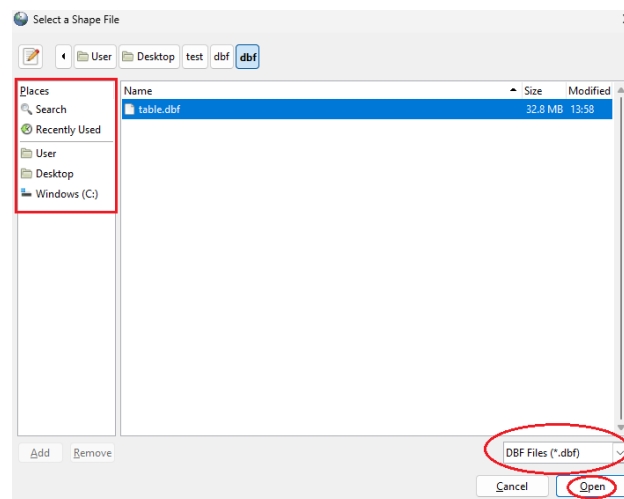 Select a Shape File
User Desktop test dbf dbf
Places
Search
Recently Used
User
Desktop
Windows (C:)
Name Size Modified
table.dbf 32.8 MB 13:58
Add Remove
DBF Files (*.dbf)
Cancel Open